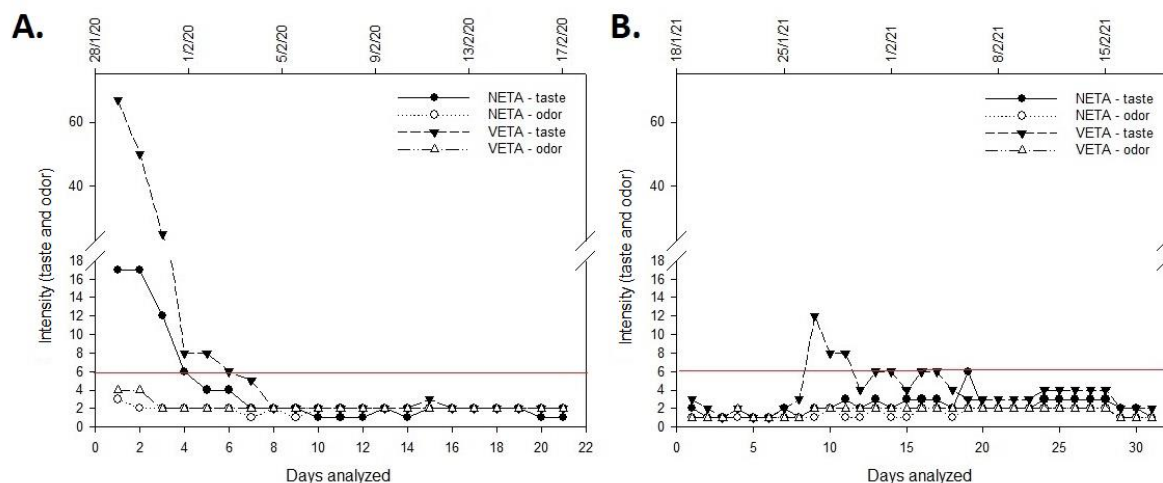 A.
28/1/20 1/2/20 5/2/20 9/2/20 13/2/20 17/2/20
NETA - taste
NETA - odor
VETA - taste
VETA - odor
Intensity (taste and odor)
60
40
18
16
14
12
10
8
6
4
2
0
0 2 4 6 8 10 12 14 16 18 20 22
Days analyzed
B.
18/1/21 25/1/21 1/2/21 8/2/21 15/2/21
NETA - taste
NETA - odor
VETA - taste
VETA - odor
Intensity (taste and odor)
60
40
18
16
14
12
10
8
6
4
2
0
0 5 10 15 20 25 30
Days analyzed